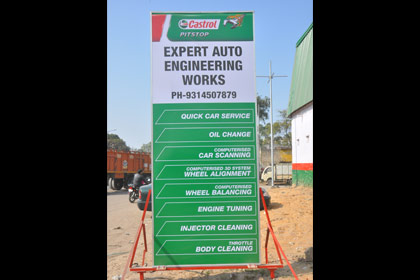 Castrol
PITSTOP
EXPERT AUTO
ENGINEERING
WORKS
PH-9314507879
QUICK CAR SERVICE
OIL CHANGE
COMPUTERISED
CAR SCANNING
COMPUTERISED 3D SYSTEM
WHEEL ALIGNMENT
COMPUTERISED
WHEEL BALANCING
ENGINE TUNING
INJECTOR CLEANING
THROTTLE
BODY CLEANING